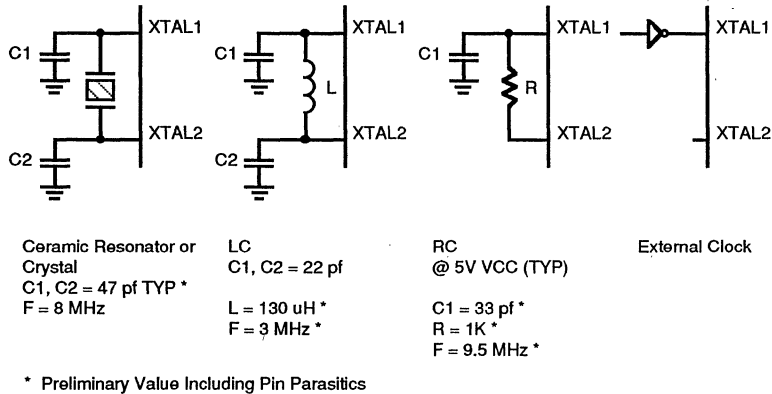 XTAL1
C1
XTAL2
C2
XTAL1
C1
L
XTAL2
C2
XTAL1
C1
R
XTAL2
XTAL1
XTAL2
Ceramic Resonator or
Crystal
C1, C2 = 47 pf TYP *
F = 8 MHz
LC
C1, C2 = 22 pf
L = 130 uH *
F = 3 MHz *
RC
@ 5V VCC (TYP)
C1 = 33 pf *
R = 1K *
F = 9.5 MHz *
External Clock
* Preliminary Value Including Pin Parasitics